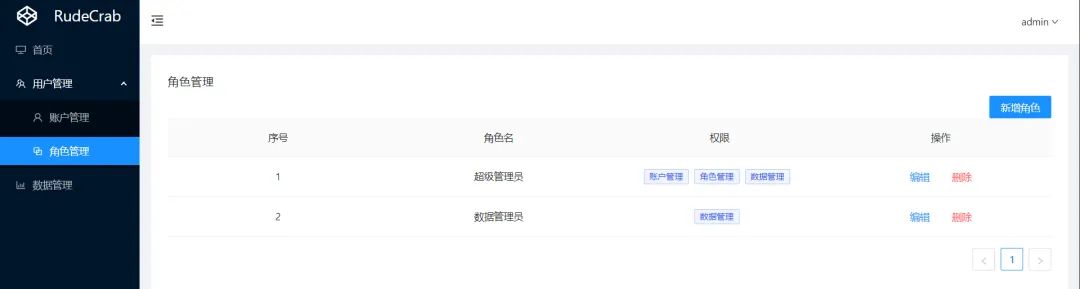 RudeCrab
admin
首页
用户管理
账户管理
角色管理
数据管理
角色管理
新增角色
序号 角色名 权限 操作
1 超级管理员 账户管理 角色管理 数据管理 编辑 删除
2 数据管理员 数据管理 编辑 删除
1